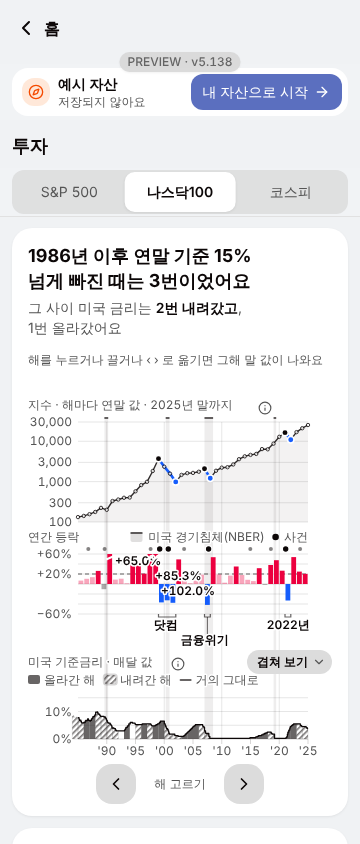 홈
PREVIEW · v5.138
예시 자산
저장되지 않아요
내 자산으로 시작
투자
S&P 500
나스닥100
코스피
1986년 이후 연말 기준 15%
넘게 빠진 때는 3번이었어요
그 사이 미국 금리는 2번 내려갔고,
1번 올라갔어요
해를 누르거나 끌거나 ‹ › 로 옮기면 그해 말 값이 나와요
지수 · 해마다 연말 값 · 2025년 말까지
30,000
10,000
3,000
1,000
300
100
연간 등락
미국 경기침체(NBER)
사건
+60%
+20%
−60%
+65.0%
+85.3%
+102.0%
닷컴
2022년
금융위기
미국 기준금리 · 매달 값
겹쳐 보기
올라간 해
내려간 해
거의 그대로
10%
0%
'90 '95 '00 '05 '10 '15 '20 '25
해 고르기